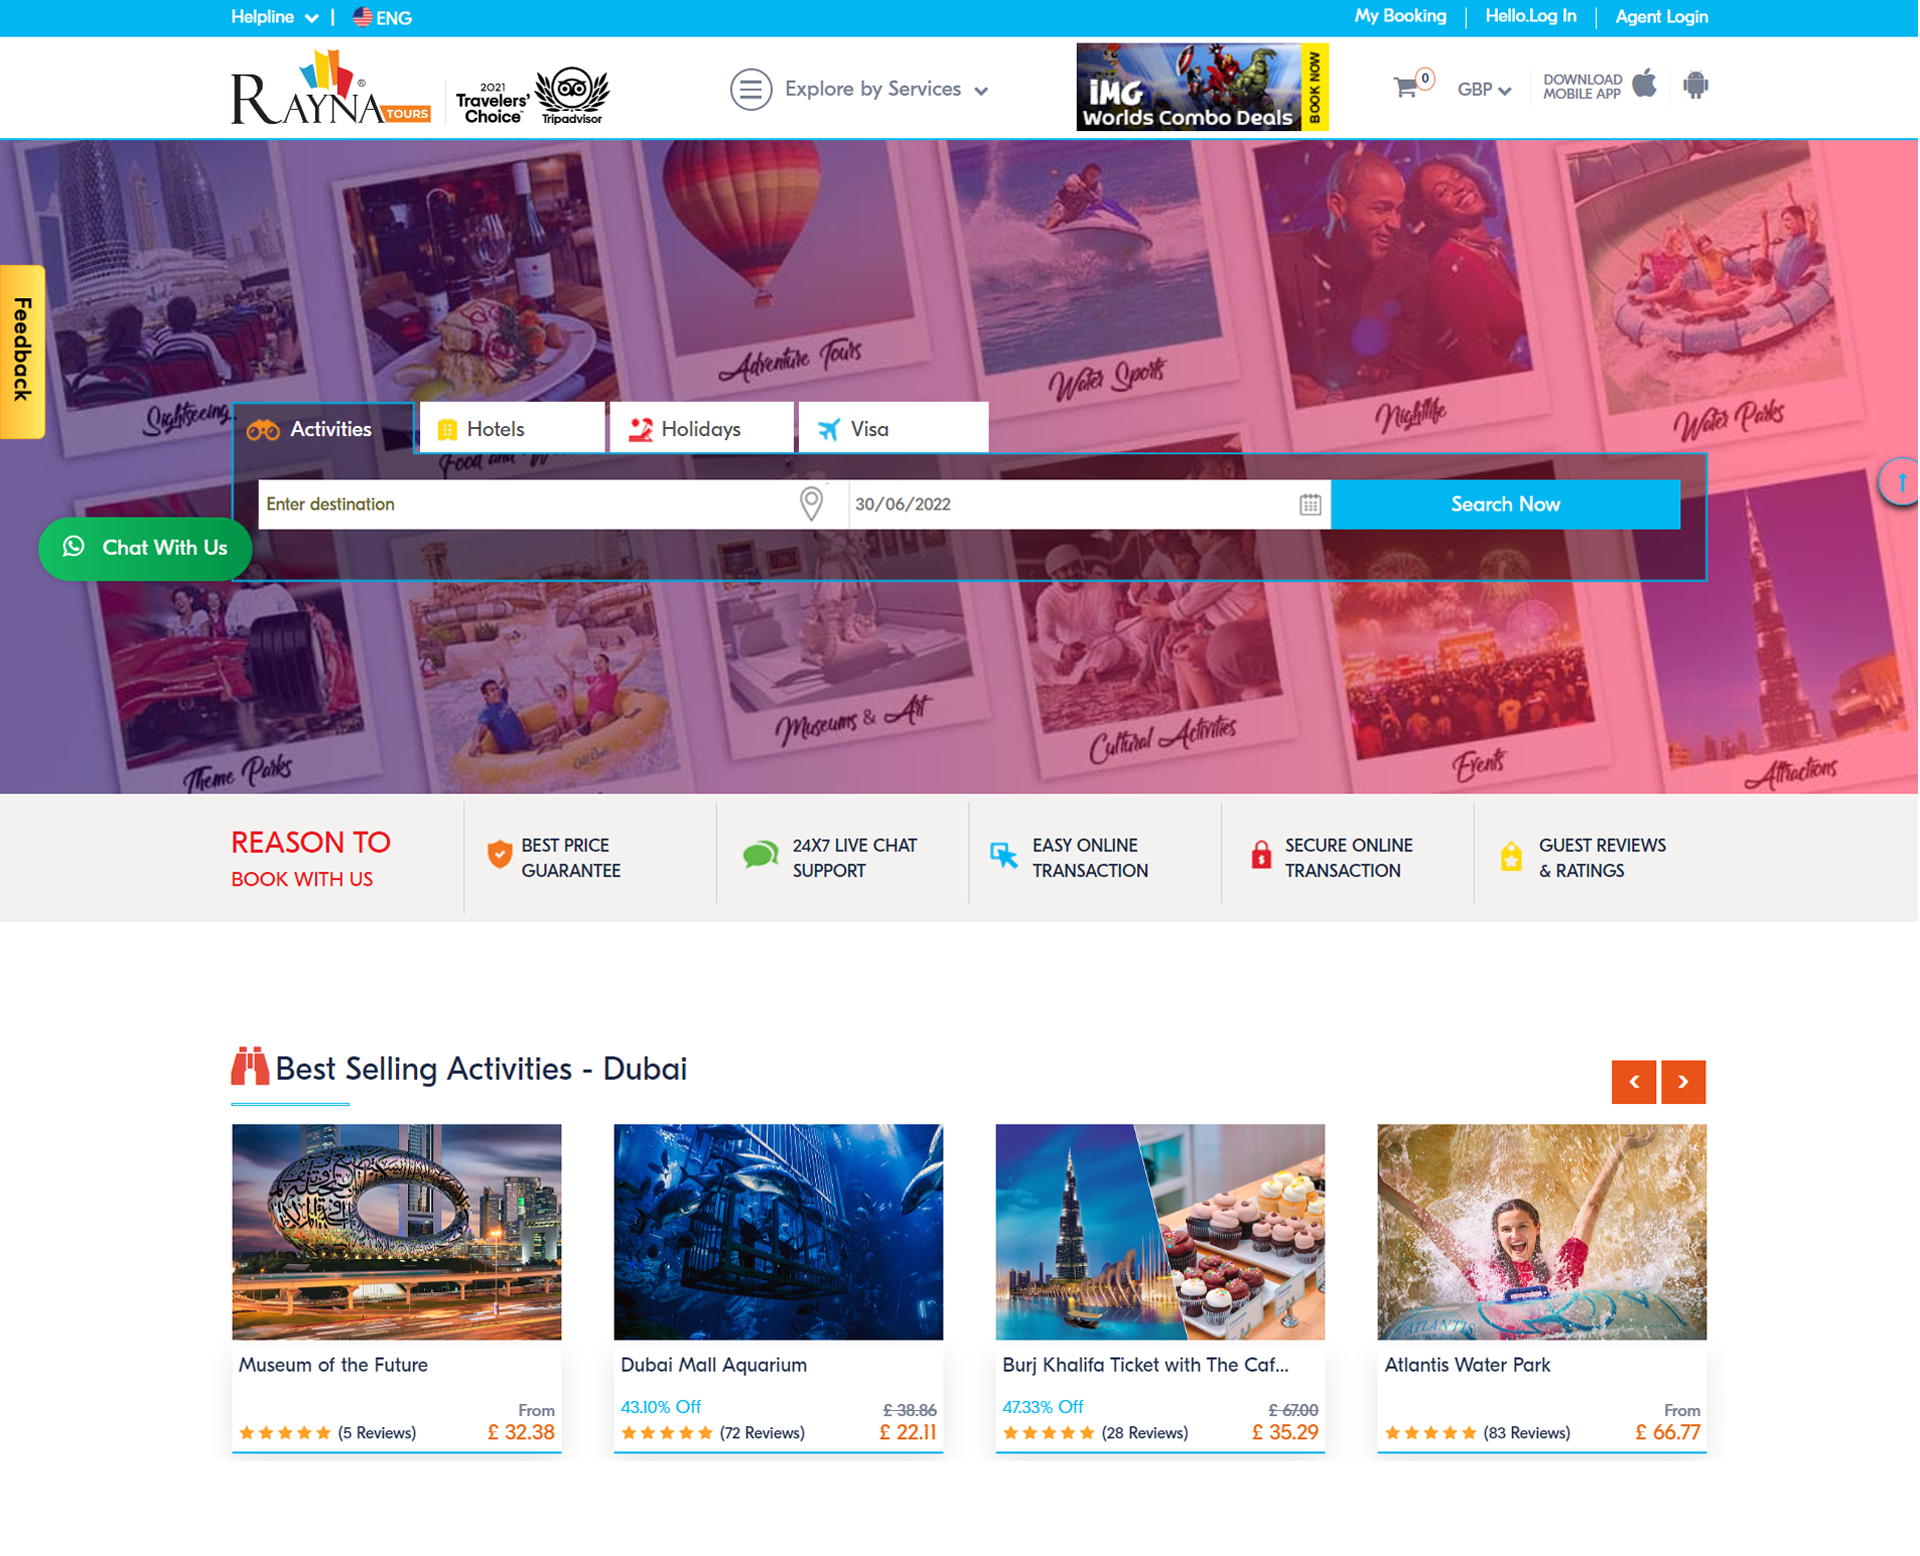 Helpline
ENG
My Booking
Hello.Log In
Agent Login
RAYNA TOURS
2021
Travelers'
Choice
Tripadvisor
Explore by Services
iMG
Worlds Combo Deals
BOOK NOW
0
GBP
DOWNLOAD
MOBILE APP
Feedback
Sightseeing
Adventure Tours
Water Sports
Nightlife
Water Parks
Activities
Hotels
Holidays
Visa
Food and W
Enter destination
30/06/2022
Search Now
Chat With Us
Theme Parks
Museums & Art
Cultural Activities
Events
Attractions
REASON TO
BOOK WITH US
BEST PRICE
GUARANTEE
24X7 LIVE CHAT
SUPPORT
EASY ONLINE
TRANSACTION
SECURE ONLINE
TRANSACTION
GUEST REVIEWS
& RATINGS
Best Selling Activities - Dubai
ATLANTIS
Museum of the Future
From
(5 Reviews)
£ 32.38
Dubai Mall Aquarium
43.10% Off
£ 38.86
(72 Reviews)
£ 22.11
Burj Khalifa Ticket with The Caf...
47.33% Off
£ 67.00
(28 Reviews)
£ 35.29
Atlantis Water Park
From
(83 Reviews)
£ 66.77